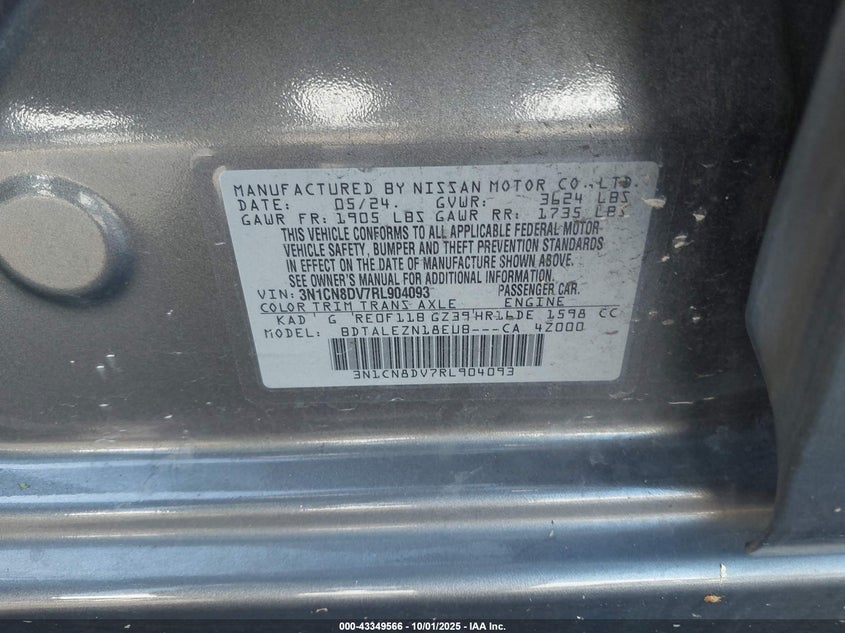 MANUFACTURED BY NISSAN MOTOR CO., LTD.
DATE: 05/24. GVWR: 3624 LBS
GAWR FR: 1905 LBS GAWR RR: 1735 LBS
THIS VEHICLE CONFORMS TO ALL APPLICABLE FEDERAL MOTOR
VEHICLE SAFETY, BUMPER AND THEFT PREVENTION STANDARDS
IN EFFECT ON THE DATE OF MANUFACTURE SHOWN ABOVE.
SEE OWNER'S MANUAL FOR ADDITIONAL INFORMATION.
VIN: 3N1CN8DV7RL904093 PASSENGER CAR
COLOR TRIM TRANS AXLE ENGINE
KAD G RE0F11B GZ39 HR16DE 1598 CC
MODEL: BDTALEZN18EUB---CA 4Z000
3N1CN8DV7RL904093
000-43349566 - 10/01/2025 - IAA Inc.